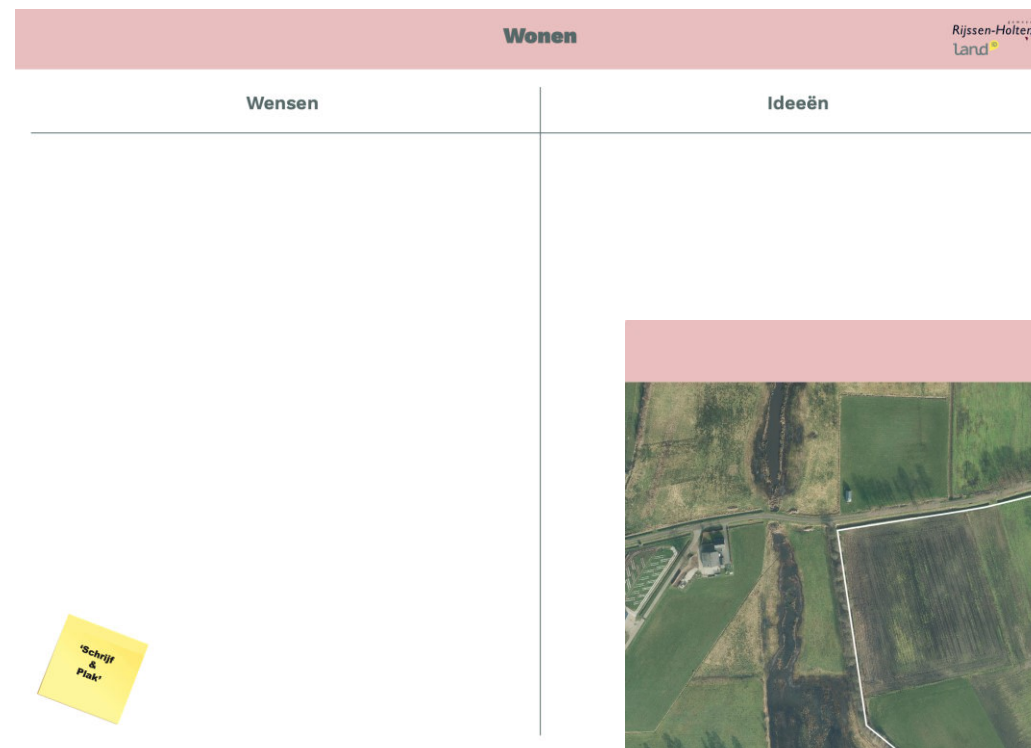 Wonen
Rijssen-Holten
Land
Wensen
Ideeën
‘Schrijf
&
Plak’